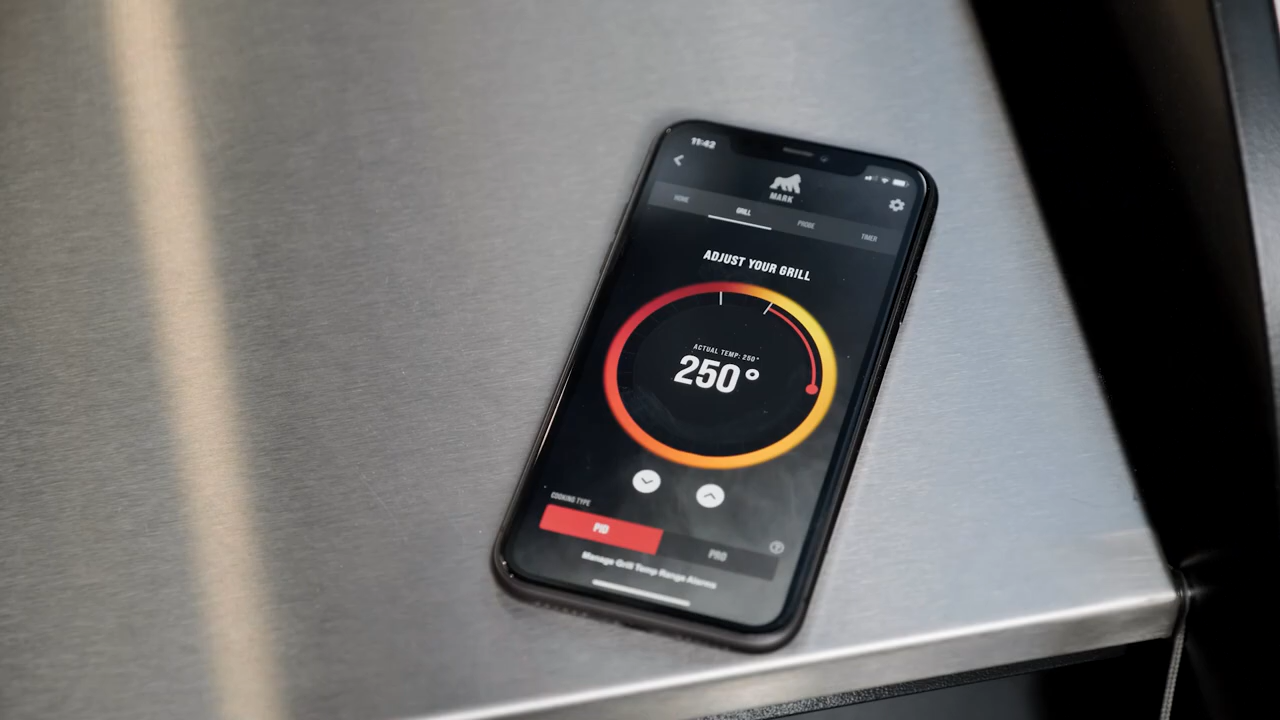 11:42
MARK
HOME GRILL PROBE TIMER
ADJUST YOUR GRILL
ACTUAL TEMP: 250°
250°
COOKING TYPE
PID PRO
Manage Grill Temp Range Alarms